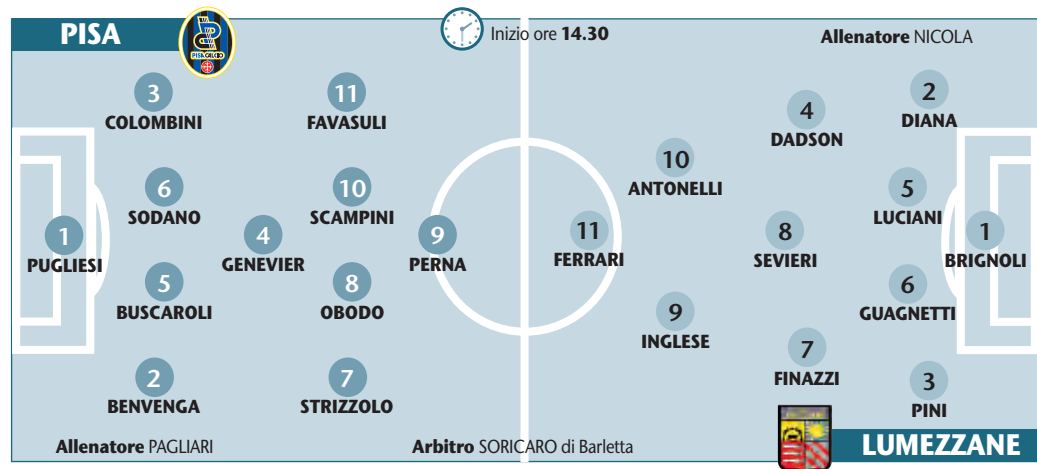 PISA
PISA CALCIO
Inizio ore 14.30
Allenatore NICOLA
3
COLOMBINI
11
FAVASULI
6
SODANO
10
SCAMPINI
1
PUGLIESI
4
GENEVIER
9
PERNA
5
BUSCAROLI
8
OBODO
2
BENVENGA
7
STRIZZOLO
Allenatore PAGLIARI
Arbitro SORICARO di Barletta
11
FERRARI
10
ANTONELLI
9
INGLESE
4
DADSON
8
SEVIERI
7
FINAZZI
2
DIANA
5
LUCIANI
6
GUAGNETTI
3
PINI
1
BRIGNOLI
LUMEZZANE